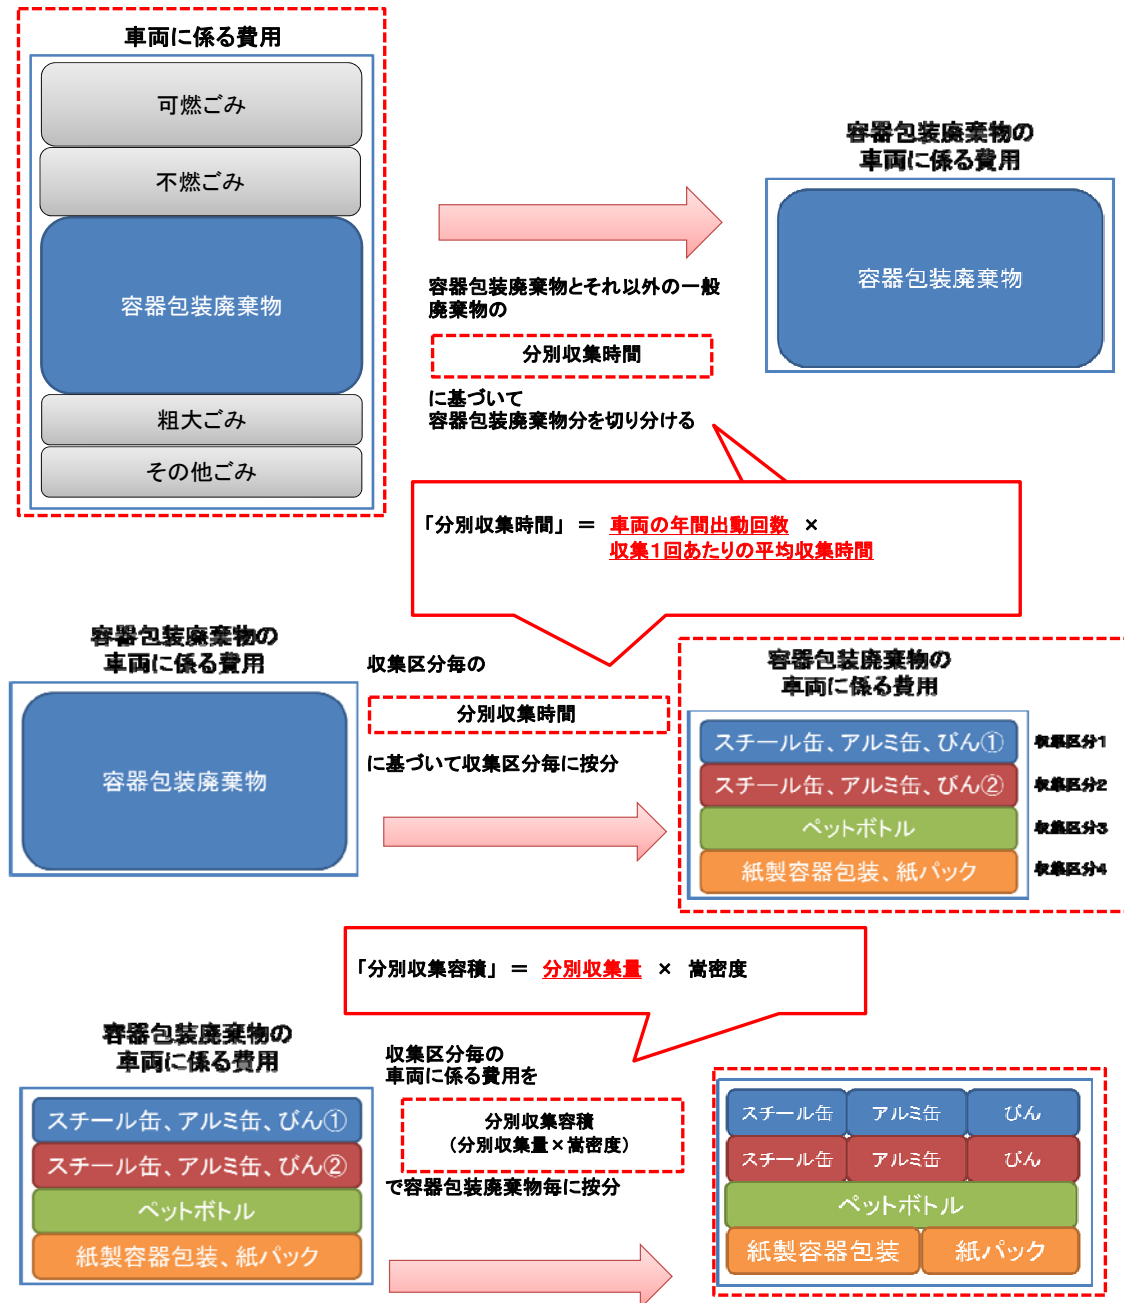 車両に係る費用
可燃ごみ
不燃ごみ
容器包装廃棄物
粗大ごみ
その他ごみ
容器包装廃棄物とそれ以外の一般
廃棄物の
分別収集時間
に基づいて
容器包装廃棄物分を切り分ける
容器包装廃棄物の
車両に係る費用
容器包装廃棄物
「分別収集時間」 ＝ 車両の年間出動回数 ×
収集１回あたりの平均収集時間
容器包装廃棄物の
車両に係る費用
容器包装廃棄物
収集区分毎の
分別収集時間
に基づいて収集区分毎に按分
容器包装廃棄物の
車両に係る費用
スチール缶、アルミ缶、びん① 収集区分1
スチール缶、アルミ缶、びん② 収集区分2
ペットボトル 収集区分3
紙製容器包装、紙パック 収集区分4
「分別収集容積」 ＝ 分別収集量 × 嵩密度
容器包装廃棄物の
車両に係る費用
スチール缶、アルミ缶、びん①
スチール缶、アルミ缶、びん②
ペットボトル
紙製容器包装、紙パック
収集区分毎の
車両に係る費用を
分別収集容積
（分別収集量×嵩密度）
で容器包装廃棄物毎に按分
スチール缶 アルミ缶 びん
スチール缶 アルミ缶 びん
ペットボトル
紙製容器包装 紙パック